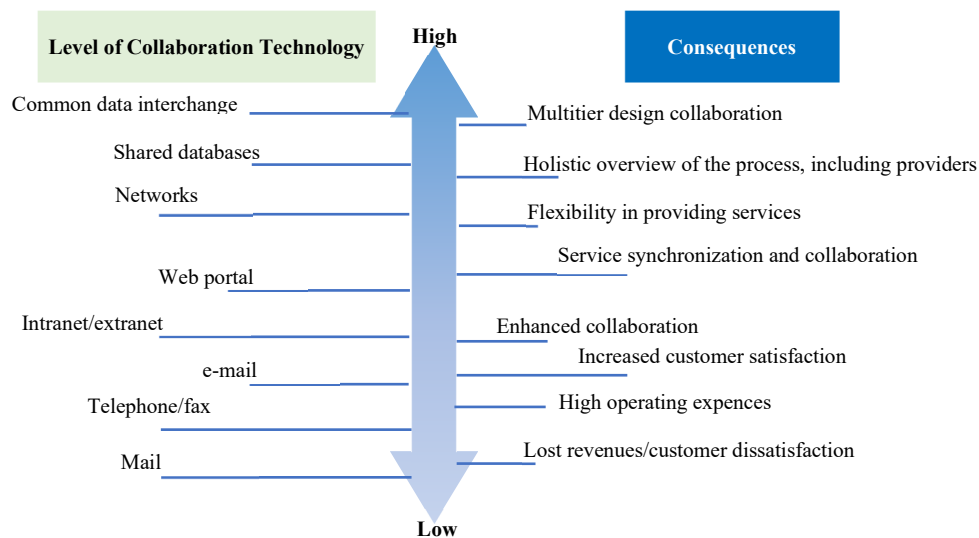 Level of Collaboration Technology
High
Consequences
Common data interchange
Multitier design collaboration
Shared databases
Holistic overview of the process, including providers
Networks
Flexibility in providing services
Service synchronization and collaboration
Web portal
Intranet/extranet
Enhanced collaboration
Increased customer satisfaction
e-mail
Telephone/fax
High operating expences
Mail
Lost revenues/customer dissatisfaction
Low